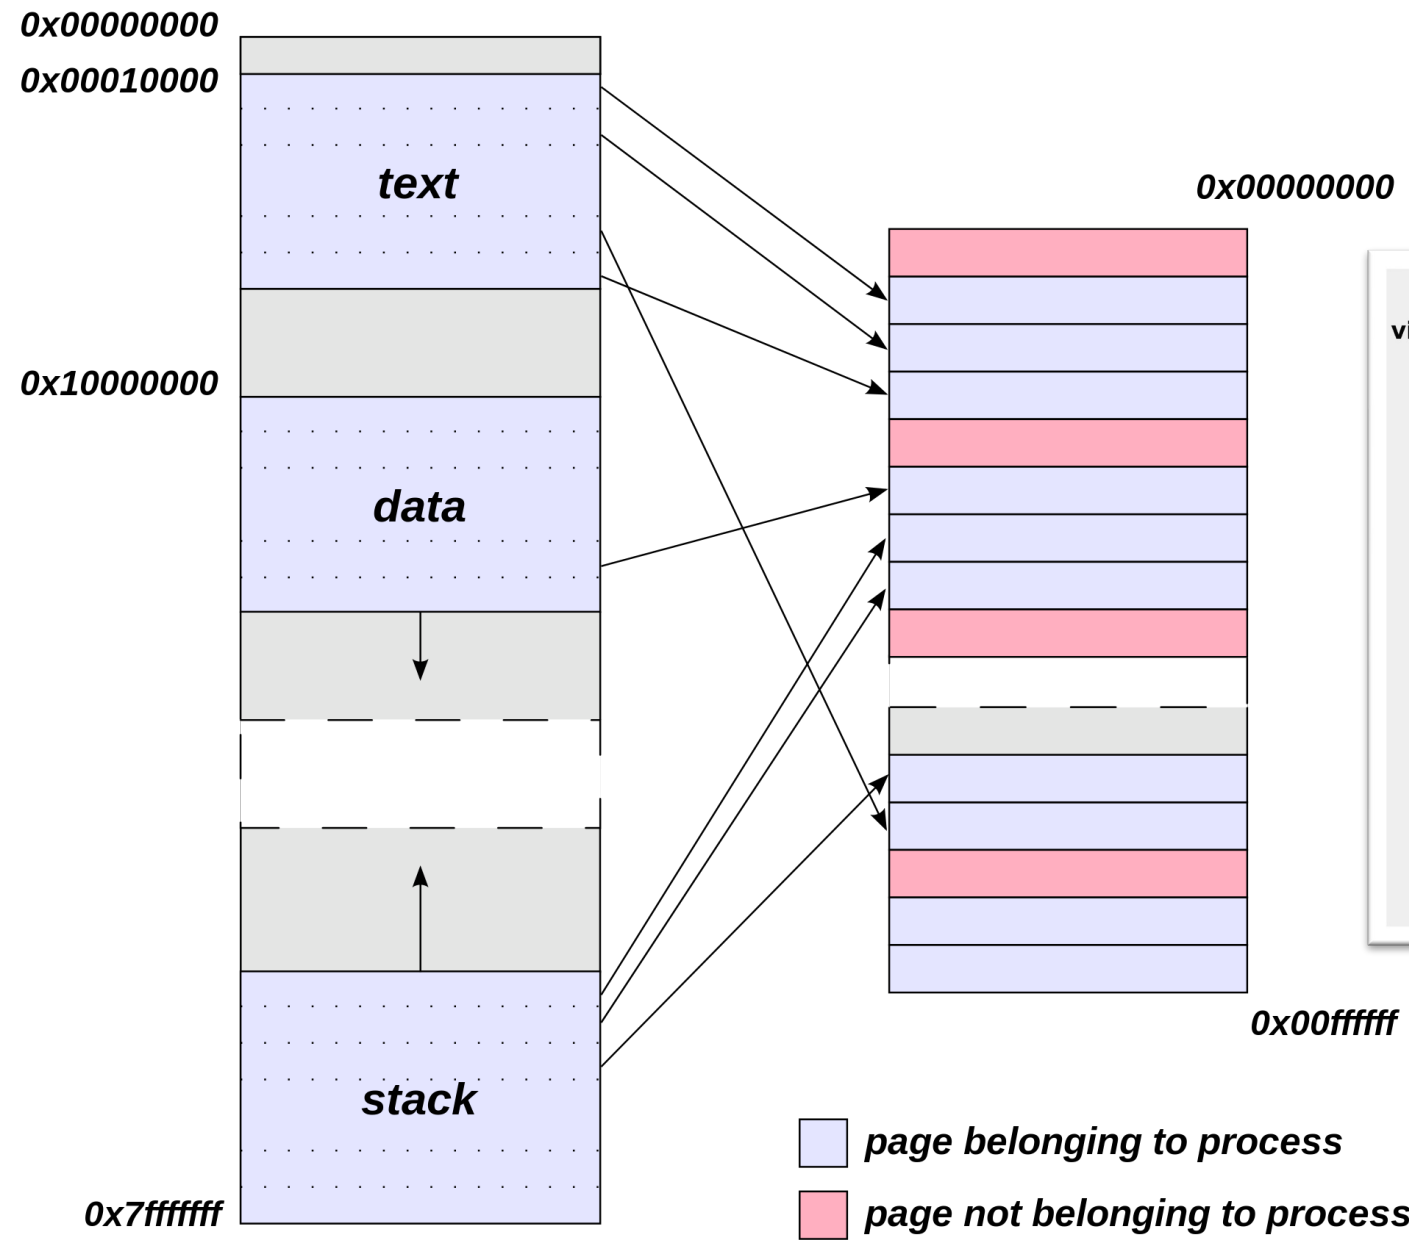 0x00000000
0x00010000
text
0x00000000
0x10000000
data
stack
0x7fffffff
0x00ffffff
page belonging to process
page not belonging to process